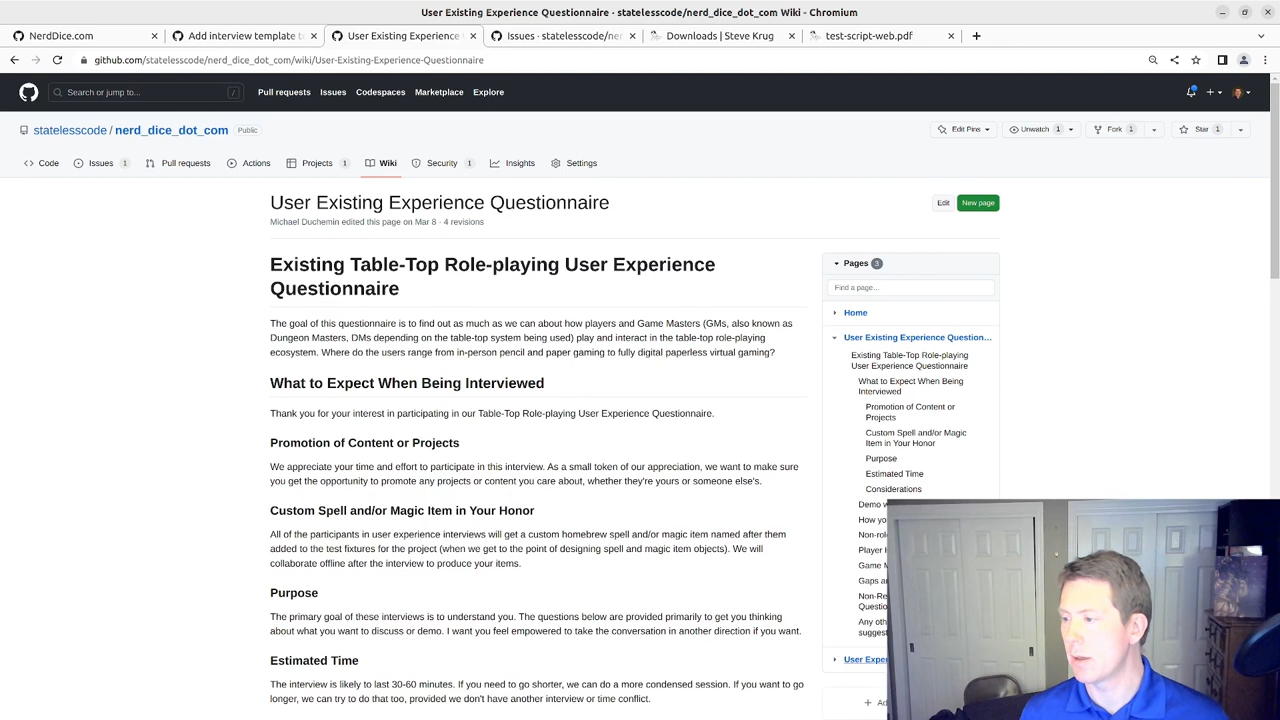 User Existing Experience Questionnaire · statelesscode/nerd_dice_dot_com Wiki - Chromium
NerdDice.com
Add interview template t
User Existing Experience
Issues · statelesscode/ner
Downloads | Steve Krug
test-script-web.pdf
github.com/statelesscode/nerd_dice_dot_com/wiki/User-Existing-Experience-Questionnaire
Search or jump to...
/
Pull requests
Issues
Codespaces
Marketplace
Explore
statelesscode / nerd_dice_dot_com
Public
Edit Pins
Unwatch 1
Fork 1
Star 1
Code
Issues 1
Pull requests
Actions
Projects 1
Wiki
Security 1
Insights
Settings
User Existing Experience Questionnaire
Michael Duchemin edited this page on Mar 8 · 4 revisions
Edit
New page
Existing Table-Top Role-playing User Experience
Questionnaire
The goal of this questionnaire is to find out as much as we can about how players and Game Masters (GMs, also known as
Dungeon Masters, DMs depending on the table-top system being used) play and interact in the table-top role-playing
ecosystem. Where do the users range from in-person pencil and paper gaming to fully digital paperless virtual gaming?
What to Expect When Being Interviewed
Thank you for your interest in participating in our Table-Top Role-playing User Experience Questionnaire.
Promotion of Content or Projects
We appreciate your time and effort to participate in this interview. As a small token of our appreciation, we want to make sure
you get the opportunity to promote any projects or content you care about, whether they're yours or someone else's.
Custom Spell and/or Magic Item in Your Honor
All of the participants in user experience interviews will get a custom homebrew spell and/or magic item named after them
added to the test fixtures for the project (when we get to the point of designing spell and magic item objects). We will
collaborate offline after the interview to produce your items.
Purpose
The primary goal of these interviews is to understand you. The questions below are provided primarily to get you thinking
about what you want to discuss or demo. I want you feel empowered to take the conversation in another direction if you want.
Estimated Time
The interview is likely to last 30-60 minutes. If you need to go shorter, we can do a more condensed session. If you want to go
longer, we can try to do that too, provided we don't have another interview or time conflict.
Pages 3
Find a page...
Home
User Existing Experience Question...
Existing Table-Top Role-playing
User Experience Questionnaire
What to Expect When Being
Interviewed
Promotion of Content or
Projects
Custom Spell and/or Magic
Item in Your Honor
Purpose
Estimated Time
Considerations
Demo
How yo
Non-rol
Player I
Game M
Gaps a
Non-Re
Questio
Any oth
suggest
User Exper
Ad